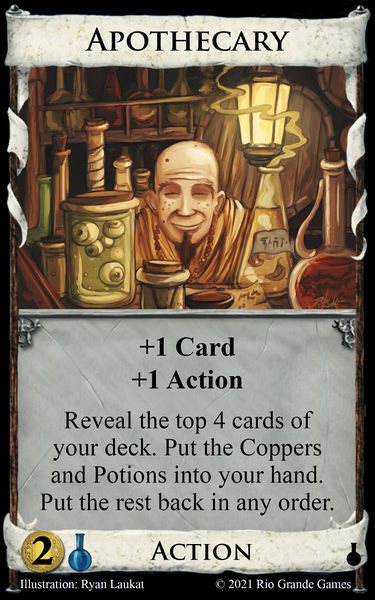 APOTHECARY
+1 Card
+1 Action
Reveal the top 4 cards of
your deck. Put the Coppers
and Potions into your hand.
Put the rest back in any order.
2
ACTION
Illustration: Ryan Laukat
© 2021 Rio Grande Games